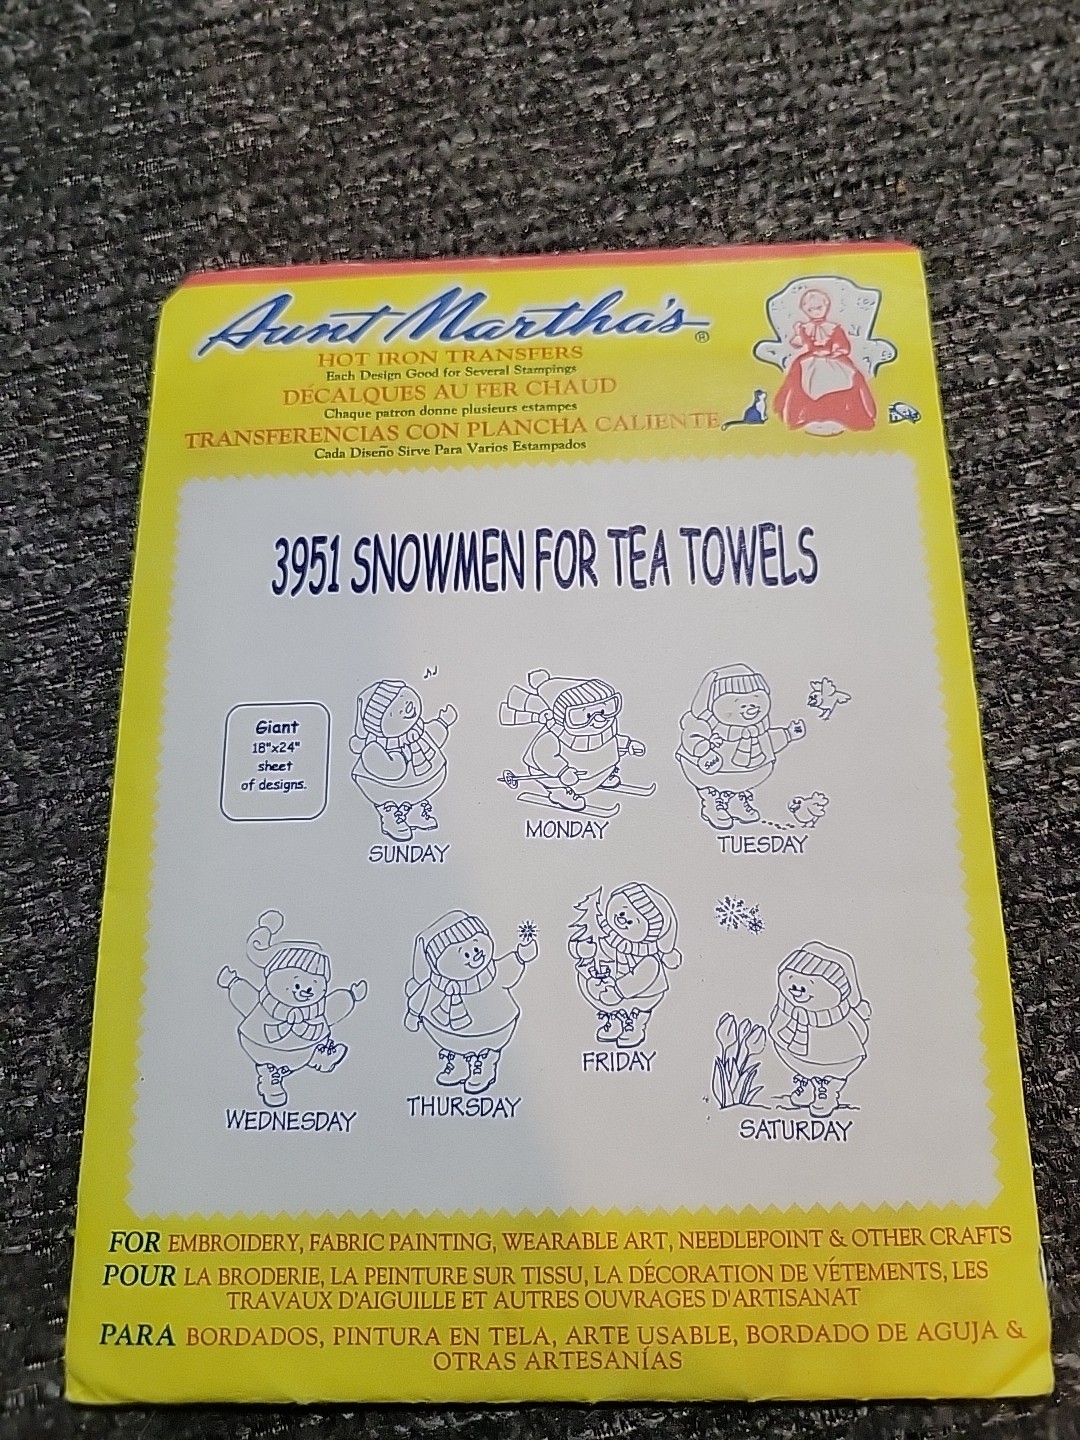 Aunt Martha's®
HOT IRON TRANSFERS
Each Design Good for Several Stampings
DÉCALQUES AU FER CHAUD
Chaque patron donne plusieurs estampes
TRANSFERENCIAS CON PLANCHA CALIENTE
Cada Diseño Sirve Para Varios Estampados
3951 SNOWMEN FOR TEA TOWELS
Giant
18"x24"
sheet
of designs.
Seed
SUNDAY
MONDAY
TUESDAY
WEDNESDAY
THURSDAY
FRIDAY
SATURDAY
FOR EMBROIDERY, FABRIC PAINTING, WEARABLE ART, NEEDLEPOINT & OTHER CRAFTS
POUR LA BRODERIE, LA PEINTURE SUR TISSU, LA DÉCORATION DE VÉTEMENTS, LES
TRAVAUX D'AIGUILLE ET AUTRES OUVRAGES D'ARTISANAT
PARA BORDADOS, PINTURA EN TELA, ARTE USABLE, BORDADO DE AGUJA &
OTRAS ARTESANÍAS